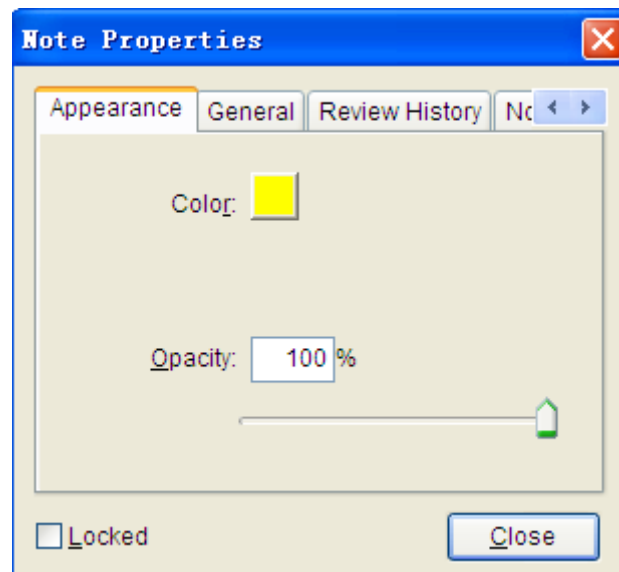 Note Properties
Appearance General Review History
Color:
Opacity: 100 %
Locked Close